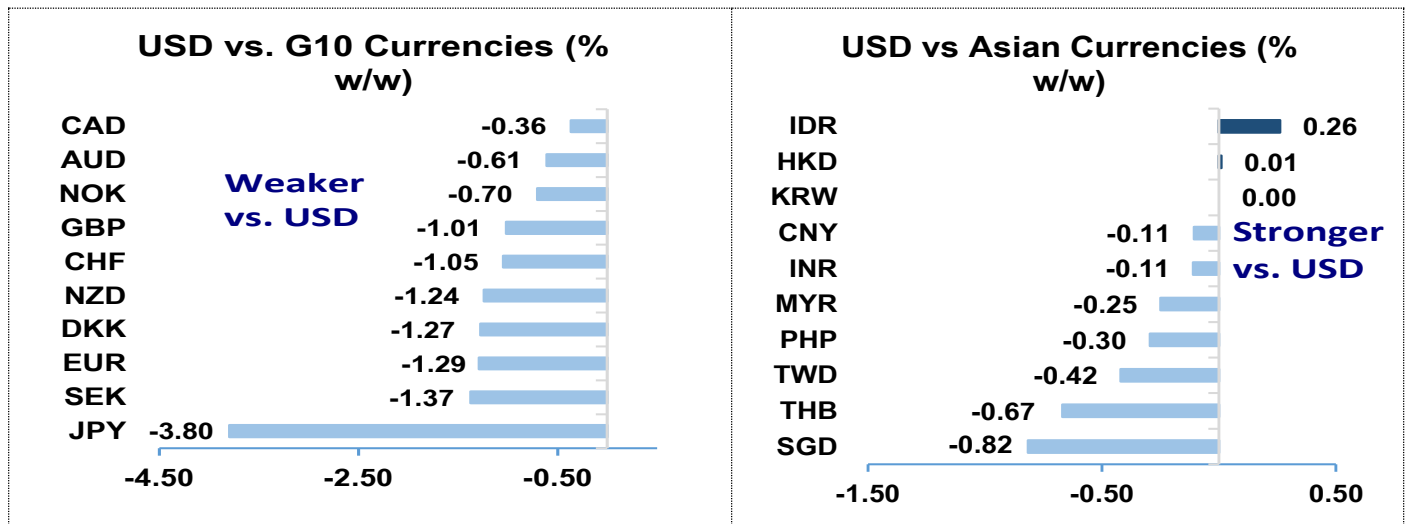 USD vs. G10 Currencies (%
w/w)
CAD -0.36
AUD -0.61
NOK -0.70
GBP -1.01
CHF -1.05
NZD -1.24
DKK -1.27
EUR -1.29
SEK -1.37
JPY -3.80
Weaker
vs. USD
-4.50 -2.50 -0.50
USD vs Asian Currencies (%
w/w)
IDR 0.26
HKD 0.01
KRW 0.00
CNY -0.11
INR -0.11
MYR -0.25
PHP -0.30
TWD -0.42
THB -0.67
SGD -0.82
Stronger
vs. USD
-1.50 -0.50 0.50